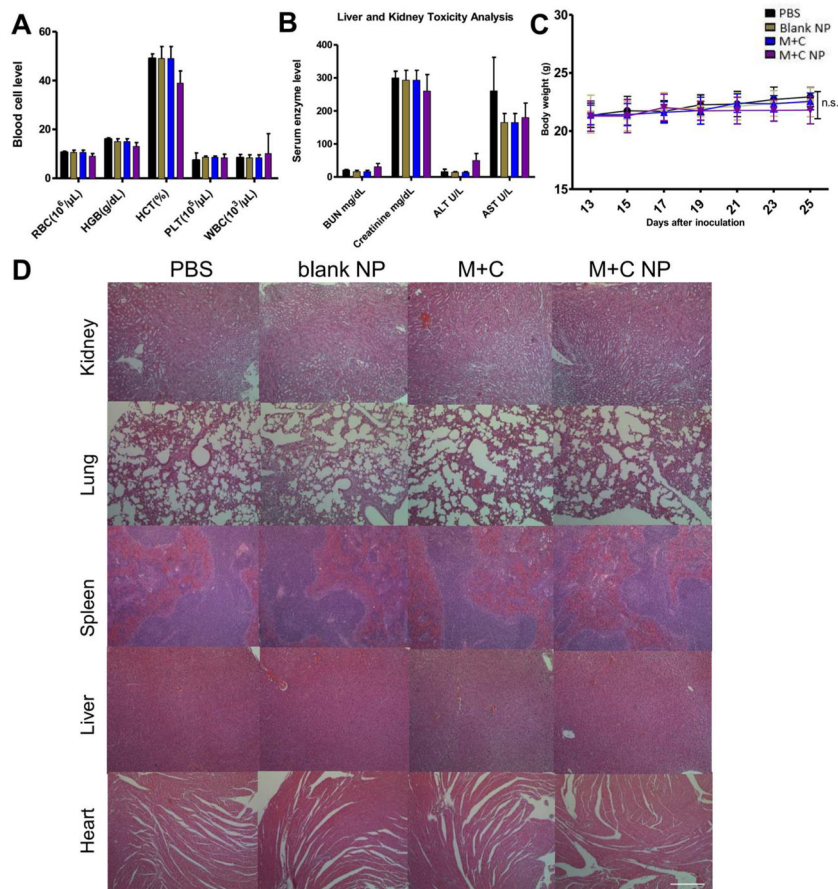 A
Blood cell level
60
40
20
0
RBC(10⁶/μL)
HGB(g/dL)
HCT(%)
PLT(10⁵/μL)
WBC(10³/μL)
B
Liver and Kidney Toxicity Analysis
Serum enzyme level
400
300
200
100
0
BUN mg/dL
Creatinine mg/dL
ALT U/L
AST U/L
C
PBS
Blank NP
M+C
M+C NP
Body weight (g)
30
25
20
15
n.s.
13 15 17 19 21 23 25
Days after inoculation
D
PBS blank NP M+C M+C NP
Kidney
Lung
Spleen
Liver
Heart